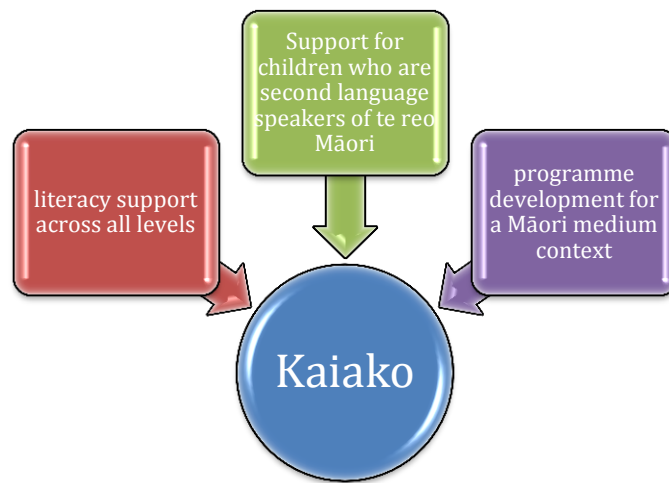 Support for
children who are
second language
speakers of te reo
Māori
literacy support
across all levels
programme
development for
a Māori medium
context
Kaiako